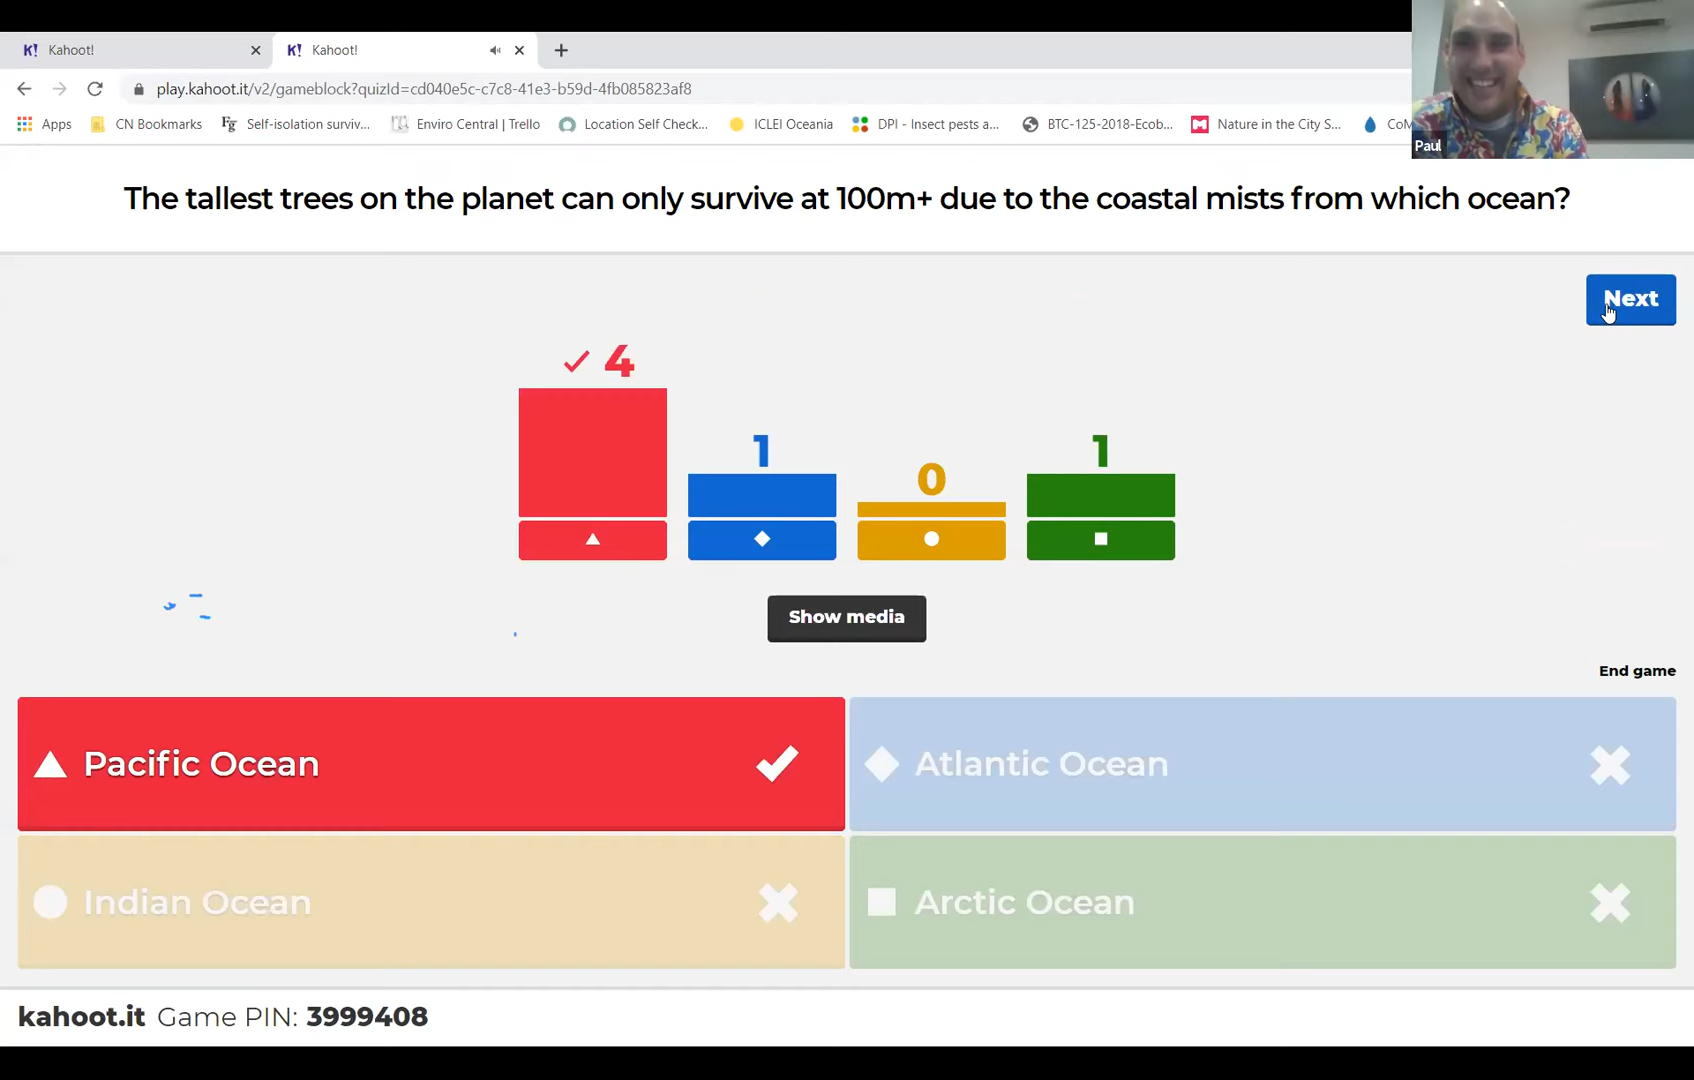 Kahoot!
Kahoot!
play.kahoot.it/v2/gameblock?quizId=cd040e5c-c7c8-41e3-b59d-4fb085823af8
Apps CN Bookmarks Self-isolation surviv... Enviro Central | Trello Location Self Check... ICLEI Oceania DPI - Insect pests a... BTC-125-2018-Ecob... Nature in the City S... CoM
Paul
The tallest trees on the planet can only survive at 100m+ due to the coastal mists from which ocean?
Next
4
1
0
1
Show media
End game
Pacific Ocean
Atlantic Ocean
Indian Ocean
Arctic Ocean
kahoot.it Game PIN: 3999408